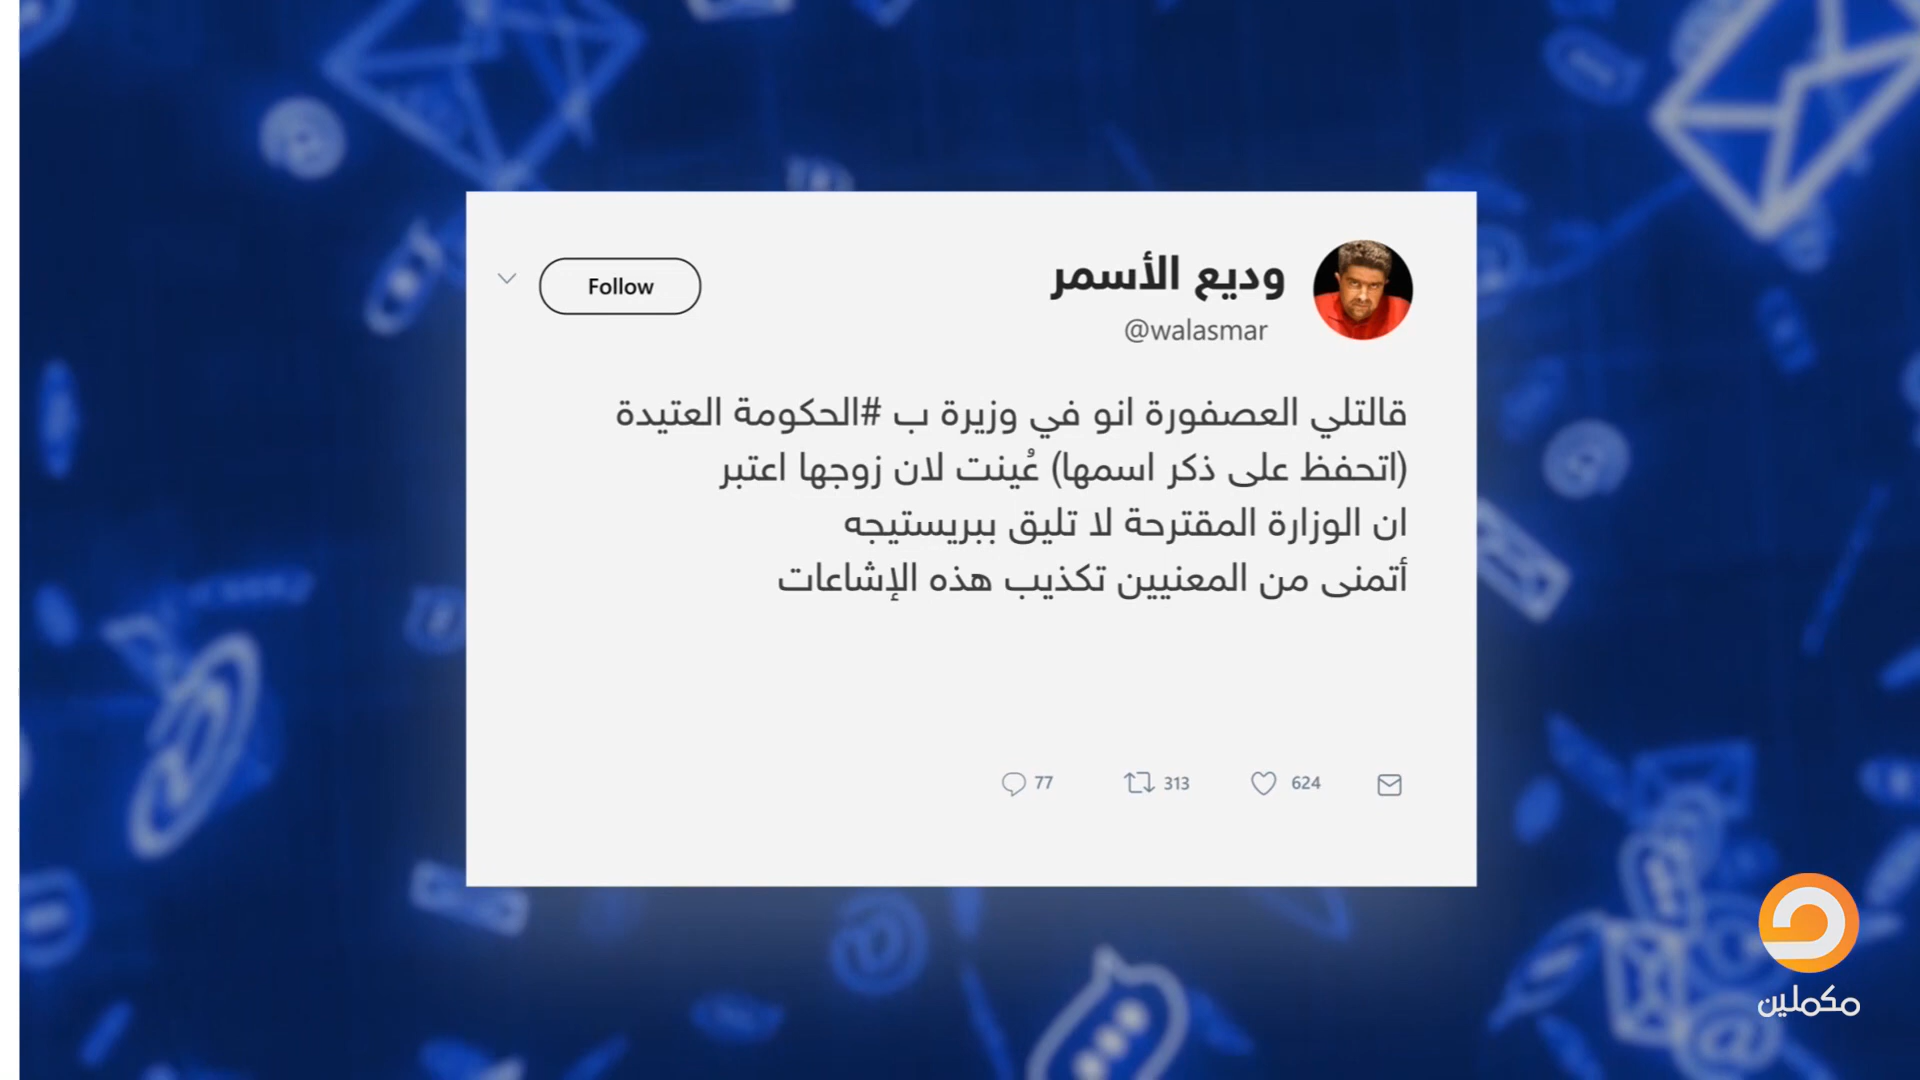 وديع الأسمر
Follow
@walasmar
قالتلي العصفورة انو في وزيرة ب #الحكومة العتيدة
(اتحفظ على ذكر اسمها) عُينت لان زوجها اعتبر
ان الوزارة المقترحة لا تليق ببريستيجه
أتمنى من المعنيين تكذيب هذه الإشاعات
77 313 624
مكملين